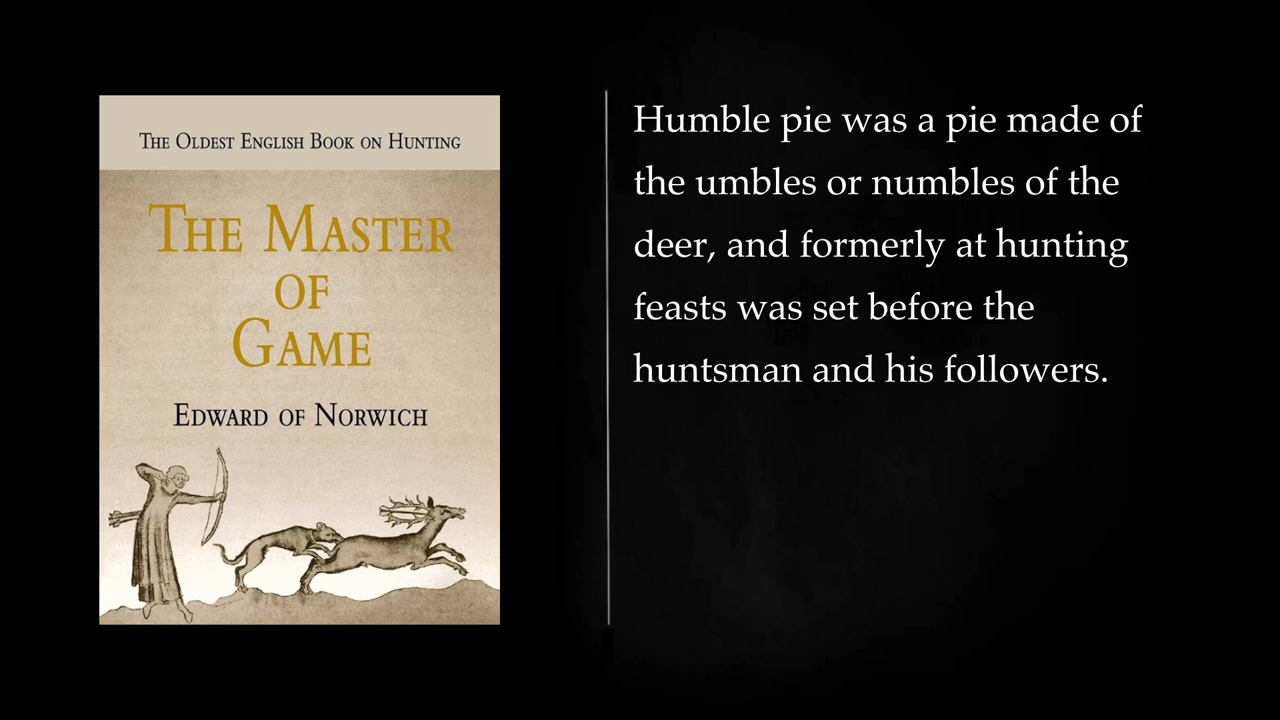 The Oldest English Book on Hunting
The Master
of
Game
Edward of Norwich
Humble pie was a pie made of
the umbles or numbles of the
deer, and formerly at hunting
feasts was set before the
huntsman and his followers.